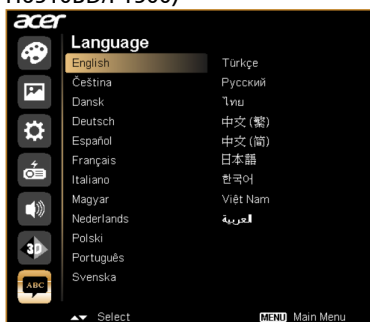 acer
Language
English
Čeština
Dansk
Deutsch
Español
Français
Italiano
Magyar
Nederlands
Polski
Português
Svenska
Türkçe
Русский
ไทย
中文 (繁)
中文 (简)
日本語
한국어
Việt Nam
العربية
3D
ABC
Select
MENU Main Menu